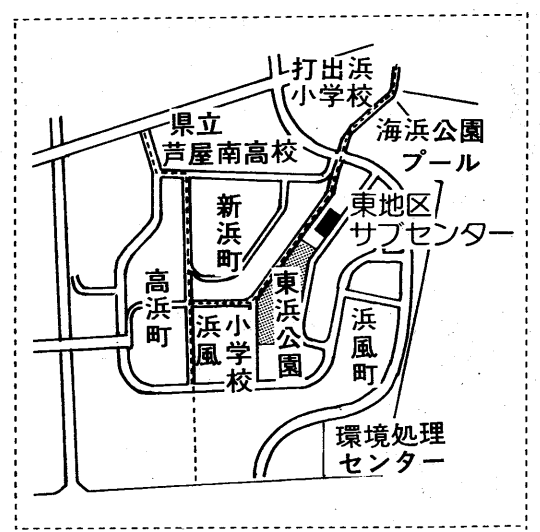 打出浜
小学校
県立
芦屋南高校
海浜公園
プール
新浜町
東地区
サブセンター
高浜町
浜風
小学校
東浜公園
浜風町
環境処理
センター